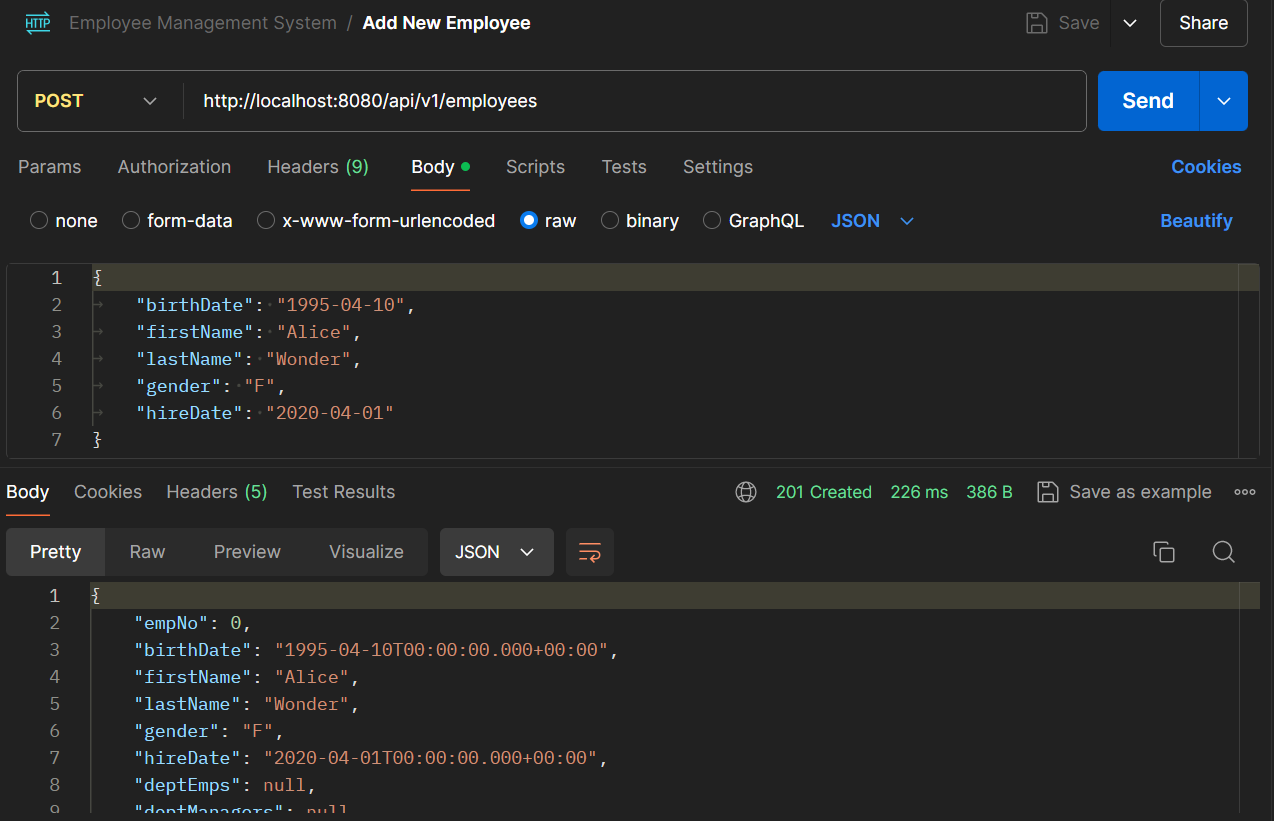 HTTP Employee Management System / Add New Employee Save Share
POST http://localhost:8080/api/v1/employees Send
Params Authorization Headers (9) Body Scripts Tests Settings Cookies
none form-data x-www-form-urlencoded raw binary GraphQL JSON Beautify
1 {
2 "birthDate": "1995-04-10",
3 "firstName": "Alice",
4 "lastName": "Wonder",
5 "gender": "F",
6 "hireDate": "2020-04-01"
7 }
Body Cookies Headers (5) Test Results 201 Created 226 ms 386 B Save as example
Pretty Raw Preview Visualize JSON
1 {
2 "empNo": 0,
3 "birthDate": "1995-04-10T00:00:00.000+00:00",
4 "firstName": "Alice",
5 "lastName": "Wonder",
6 "gender": "F",
7 "hireDate": "2020-04-01T00:00:00.000+00:00",
8 "deptEmps": null,
9 "deptManagers": null